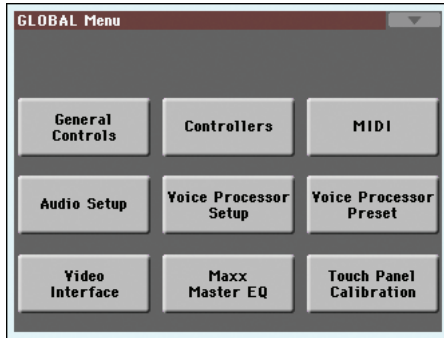 GLOBAL Menu
General
Controls
Controllers
MIDI
Audio Setup
Voice Processor
Setup
Voice Processor
Preset
Video
Interface
Maxx
Master EQ
Touch Panel
Calibration